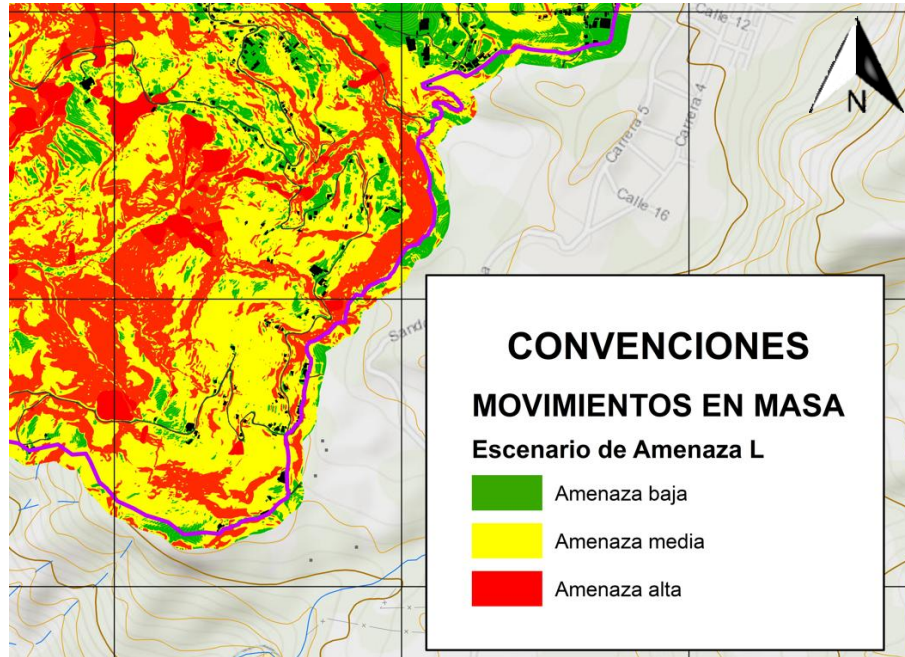 Calle 12
Carrera 5
Carrera 4
Calle 16
N
CONVENCIONES
MOVIMIENTOS EN MASA
Escenario de Amenaza L
Amenaza baja
Amenaza media
Amenaza alta